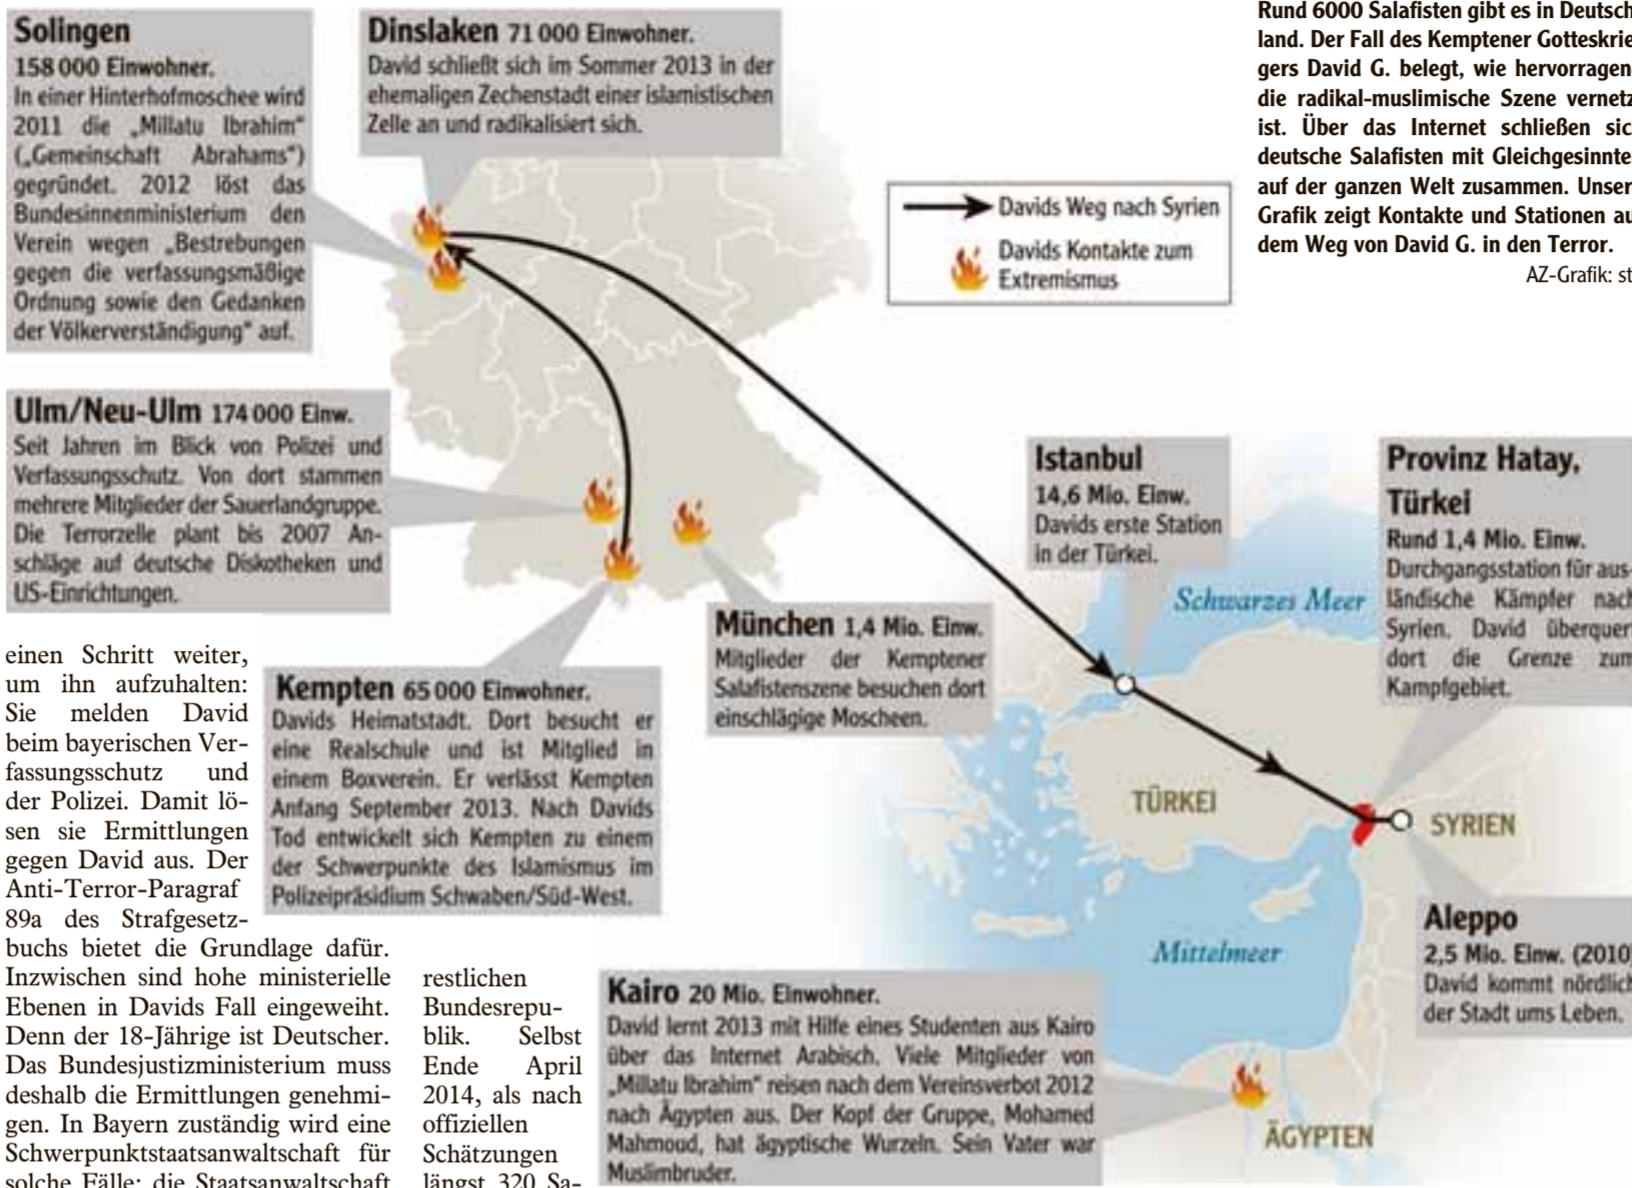 Solingen
158 000 Einwohner.
In einer Hinterhofmoschee wird
2011 die „Millatu Ibrahim“
(„Gemeinschaft Abrahams“)
gegründet. 2012 löst das
Bundesinnenministerium den
Verein wegen „Bestrebungen
gegen die verfassungsmäßige
Ordnung sowie den Gedanken
der Völkerverständigung“ auf.
Dinslaken 71 000 Einwohner.
David schließt sich im Sommer 2013 in der
ehemaligen Zechenstadt einer islamistischen
Zelle an und radikalisiert sich.
Davids Weg nach Syrien
Davids Kontakte zum
Extremismus
Rund 6000 Salafisten gibt es in Deutsch
land. Der Fall des Kemptener Gotteskrie
gers David G. belegt, wie hervorragen
die radikal-muslimische Szene vernetz
ist. Über das Internet schließen sic
deutsche Salafisten mit Gleichgesinnte
auf der ganzen Welt zusammen. Unser
Grafik zeigt Kontakte und Stationen au
dem Weg von David G. in den Terror.
AZ-Grafik: st
Ulm/Neu-Ulm 174 000 Einw.
Seit Jahren im Blick von Polizei und
Verfassungsschutz. Von dort stammen
mehrere Mitglieder der Sauerlandgruppe.
Die Terrorzelle plant bis 2007 An-
schläge auf deutsche Diskotheken und
US-Einrichtungen.
Istanbul
14,6 Mio. Einw.
Davids erste Station
in der Türkei.
Provinz Hatay,
Türkei
Rund 1,4 Mio. Einw.
Durchgangsstation für aus-
ländische Kämpfer nach
Syrien. David überquert
dort die Grenze zum
Kampfgebiet.
Schwarzes Meer
München 1,4 Mio. Einw.
Mitglieder der Kemptener
Salafistenszene besuchen dort
einschlägige Moscheen.
Kempten 65 000 Einwohner.
Davids Heimatstadt. Dort besucht er
eine Realschule und ist Mitglied in
einem Boxverein. Er verlässt Kempten
Anfang September 2013. Nach Davids
Tod entwickelt sich Kempten zu einem
der Schwerpunkte des Islamismus im
Polizeipräsidium Schwaben/Süd-West.
TÜRKEI
SYRIEN
Aleppo
2,5 Mio. Einw. (2010)
David kommt nördlich
der Stadt ums Leben.
Mittelmeer
Kairo 20 Mio. Einwohner.
David lernt 2013 mit Hilfe eines Studenten aus Kairo
über das Internet Arabisch. Viele Mitglieder von
„Millatu Ibrahim“ reisen nach dem Vereinsverbot 2012
nach Ägypten aus. Der Kopf der Gruppe, Mohamed
Mahmoud, hat ägyptische Wurzeln. Sein Vater war
Muslimbruder.
ÄGYPTEN
einen Schritt weiter,
um ihn aufzuhalten:
Sie melden David
beim bayerischen Ver-
fassungsschutz und
der Polizei. Damit lö-
sen sie Ermittlungen
gegen David aus. Der
Anti-Terror-Paragraf
89a des Strafgesetz-
buchs bietet die Grundlage dafür.
Inzwischen sind hohe ministerielle
Ebenen in Davids Fall eingeweiht.
Denn der 18-Jährige ist Deutscher.
Das Bundesjustizministerium muss
deshalb die Ermittlungen genehmi-
gen. In Bayern zuständig wird eine
Schwerpunktstaatsanwaltschaft für
solche Fälle: die Staatsanwaltschaft
restlichen
Bundesrepu-
blik. Selbst
Ende April
2014, als nach
offiziellen
Schätzungen
längst 320 Sa-